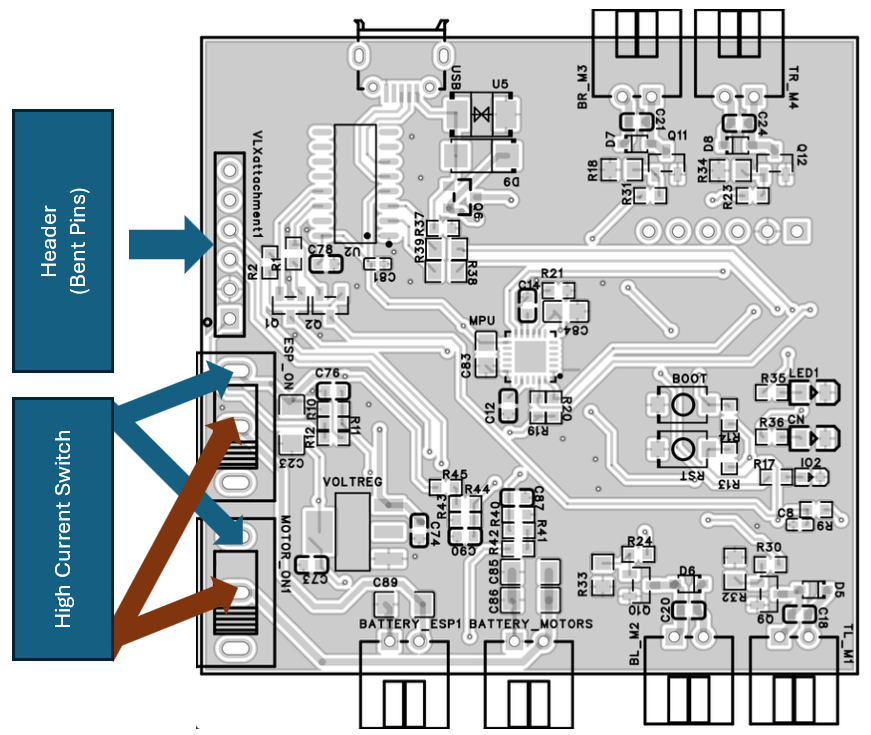 Header
(Bent Pins)
High Current Switch
USB
U5
BR_M3
TR_M4
C21
C24
D7
Q11
D8
Q12
R18
R34
R31
R23
VLXattachment1
D9
Q6
R37
R39
R38
U2
R2
R1
C78
C81
Q1
Q2
ESP_ON
MPU
C14
R21
C84
C83
C12
R19
R20
C76
R10
R11
R12
C23
BOOT
RST
R14
R13
R35
LED1
R36
CN
R17
IO2
C8
R9
VOLTREG
MOTOR_ON1
C73
C74
R45
R44
R43
C60
R40
C87
R41
R42
C85
C86
C89
BATTERY_ESP1
BATTERY_MOTORS
R24
R33
D6
Q10
C20
BL_M2
R30
R32
D5
Q9
C18
TL_M1